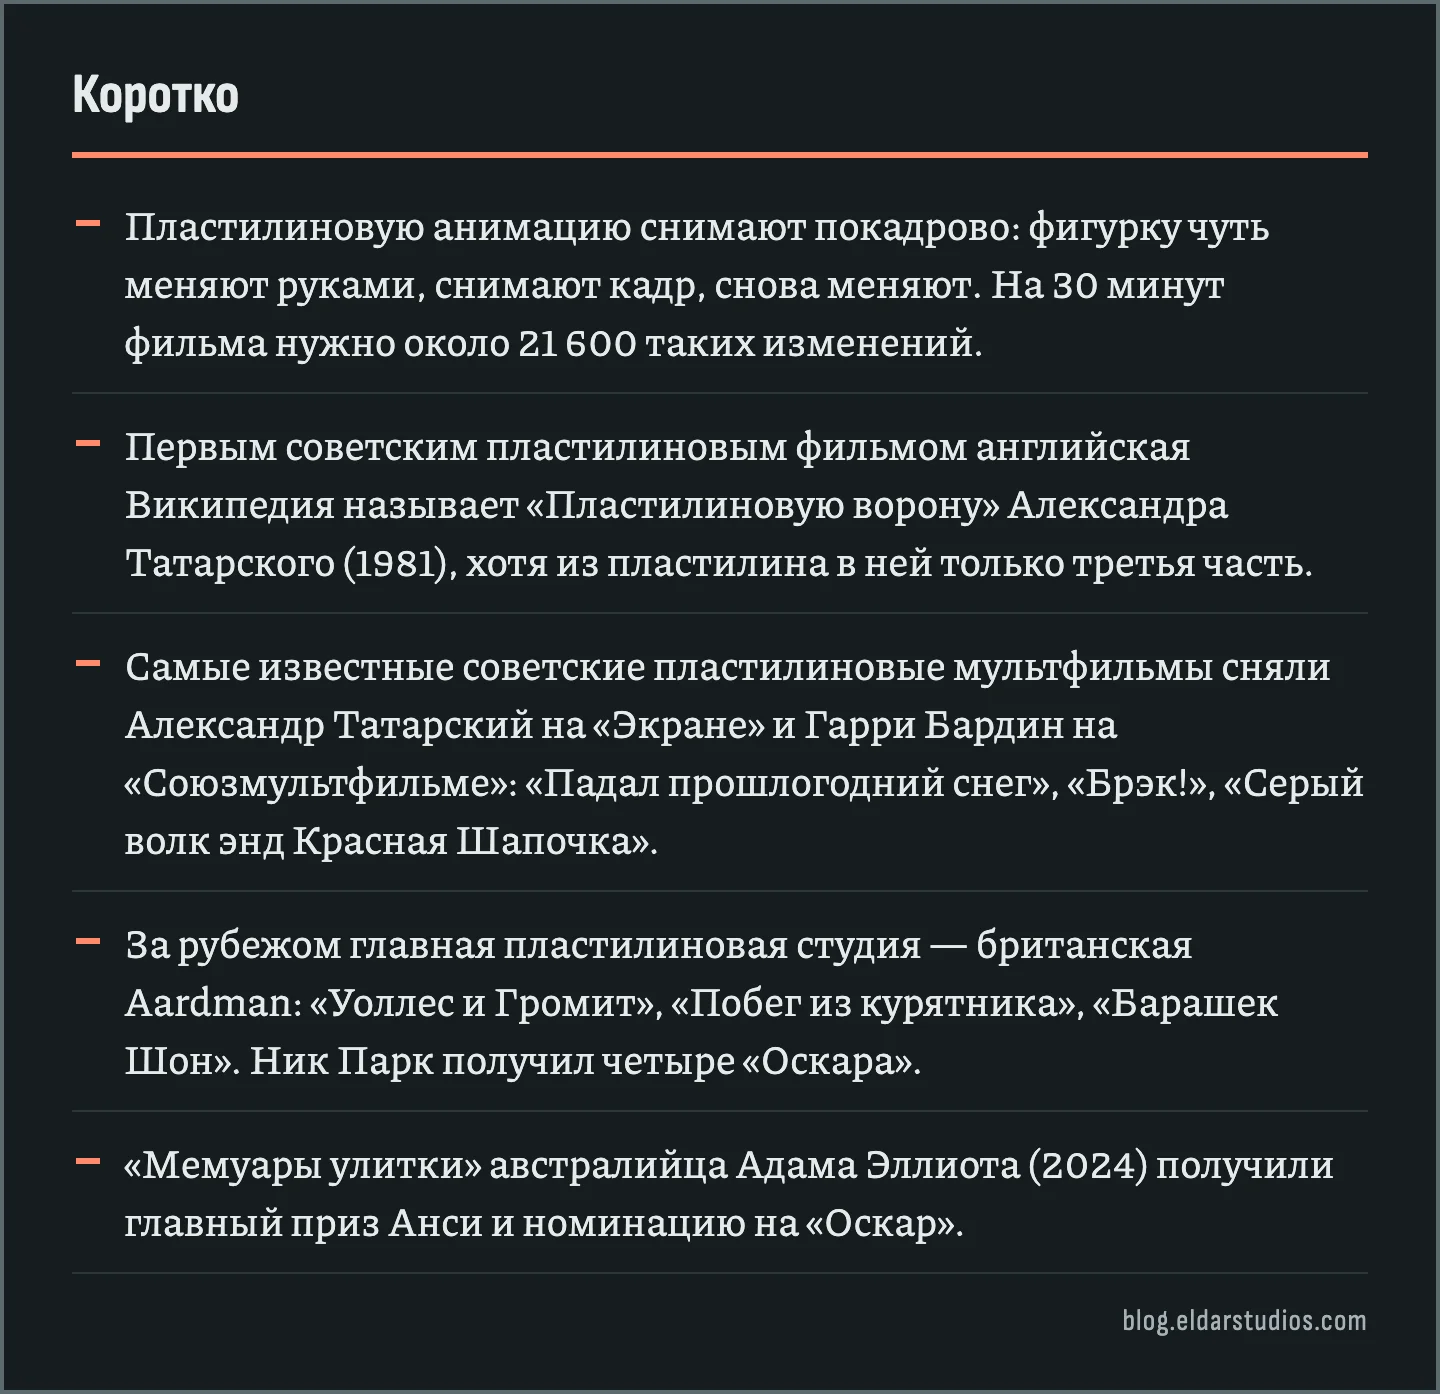 Коротко
– Пластилиновую анимацию снимают покадрово: фигурку чуть
меняют руками, снимают кадр, снова меняют. На 30 минут
фильма нужно около 21 600 таких изменений.
– Первым советским пластилиновым фильмом английская
Википедия называет «Пластилиновую ворону» Александра
Татарского (1981), хотя из пластилина в ней только третья часть.
– Самые известные советские пластилиновые мультфильмы сняли
Александр Татарский на «Экране» и Гарри Бардин на
«Союзмультфильме»: «Падал прошлогодний снег», «Брэк!», «Серый
волк энд Красная Шапочка».
– За рубежом главная пластилиновая студия — британская
Aardman: «Уоллес и Громит», «Побег из курятника», «Барашек
Шон». Ник Парк получил четыре «Оскара».
– «Мемуары улитки» австралийца Адама Эллиота (2024) получили
главный приз Анси и номинацию на «Оскар».
blog.eldarstudios.com